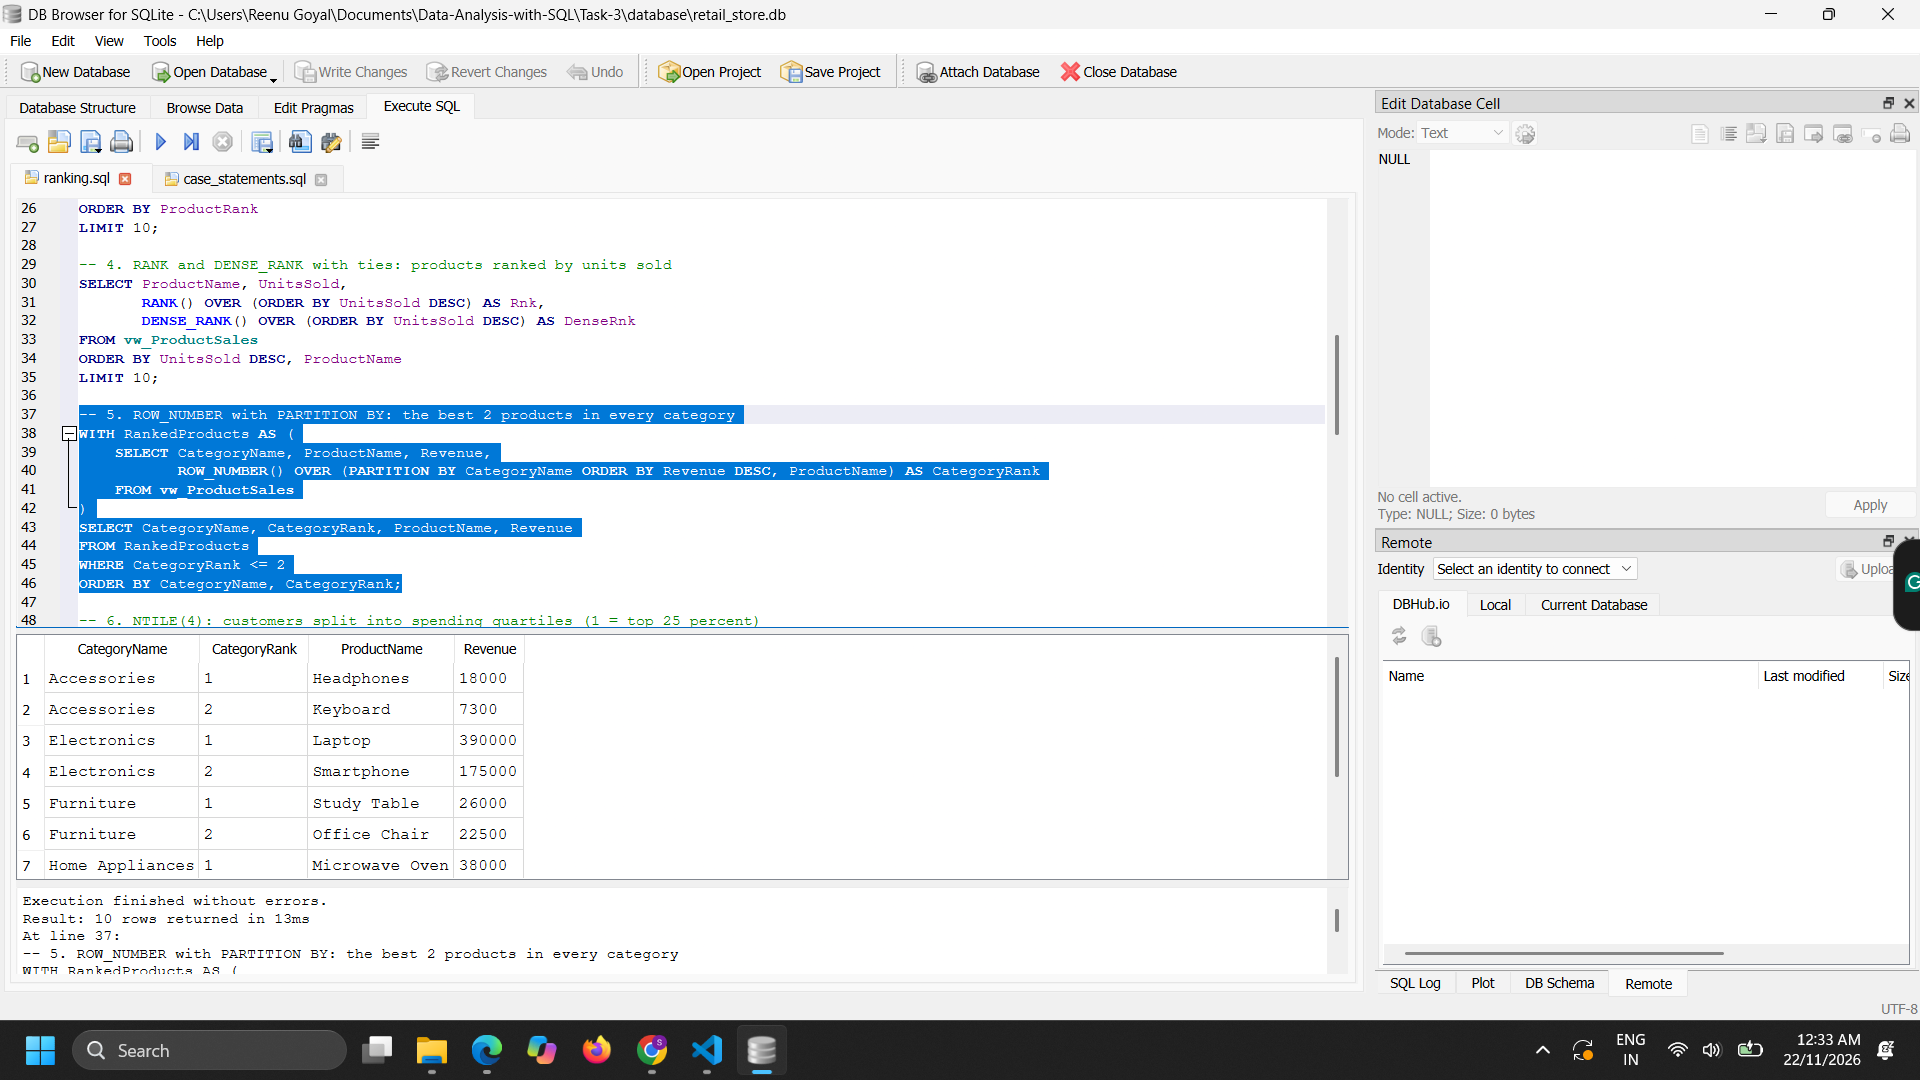 DB Browser for SQLite - C:\Users\Reenu Goyal\Documents\Data-Analysis-with-SQL\Task-3\database\retail_store.db
File Edit View Tools Help
New Database Open Database Write Changes Revert Changes Undo Open Project Save Project Attach Database Close Database
Database Structure Browse Data Edit Pragmas Execute SQL
ranking.sql case_statements.sql
26 ORDER BY ProductRank
27 LIMIT 10;
28
29 -- 4. RANK and DENSE_RANK with ties: products ranked by units sold
30 SELECT ProductName, UnitsSold,
31 RANK() OVER (ORDER BY UnitsSold DESC) AS Rnk,
32 DENSE_RANK() OVER (ORDER BY UnitsSold DESC) AS DenseRnk
33 FROM vw_ProductSales
34 ORDER BY UnitsSold DESC, ProductName
35 LIMIT 10;
36
37 -- 5. ROW_NUMBER with PARTITION BY: the best 2 products in every category
38 WITH RankedProducts AS (
39 SELECT CategoryName, ProductName, Revenue,
40 ROW_NUMBER() OVER (PARTITION BY CategoryName ORDER BY Revenue DESC, ProductName) AS CategoryRank
41 FROM vw_ProductSales
42 )
43 SELECT CategoryName, CategoryRank, ProductName, Revenue
44 FROM RankedProducts
45 WHERE CategoryRank <= 2
46 ORDER BY CategoryName, CategoryRank;
47
48 -- 6. NTILE(4): customers split into spending quartiles (1 = top 25 percent)
CategoryName CategoryRank ProductName Revenue
1 Accessories 1 Headphones 18000
2 Accessories 2 Keyboard 7300
3 Electronics 1 Laptop 390000
4 Electronics 2 Smartphone 175000
5 Furniture 1 Study Table 26000
6 Furniture 2 Office Chair 22500
7 Home Appliances 1 Microwave Oven 38000
Execution finished without errors.
Result: 10 rows returned in 13ms
At line 37:
-- 5. ROW_NUMBER with PARTITION BY: the best 2 products in every category
WITH RankedProducts AS (
Edit Database Cell
Mode: Text
NULL
No cell active.
Type: NULL; Size: 0 bytes
Apply
Remote
Identity Select an identity to connect Uploa
DBHub.io Local Current Database
Name Last modified Size
SQL Log Plot DB Schema Remote
UTF-8
Search
ENG
IN
12:33 AM
22/11/2026